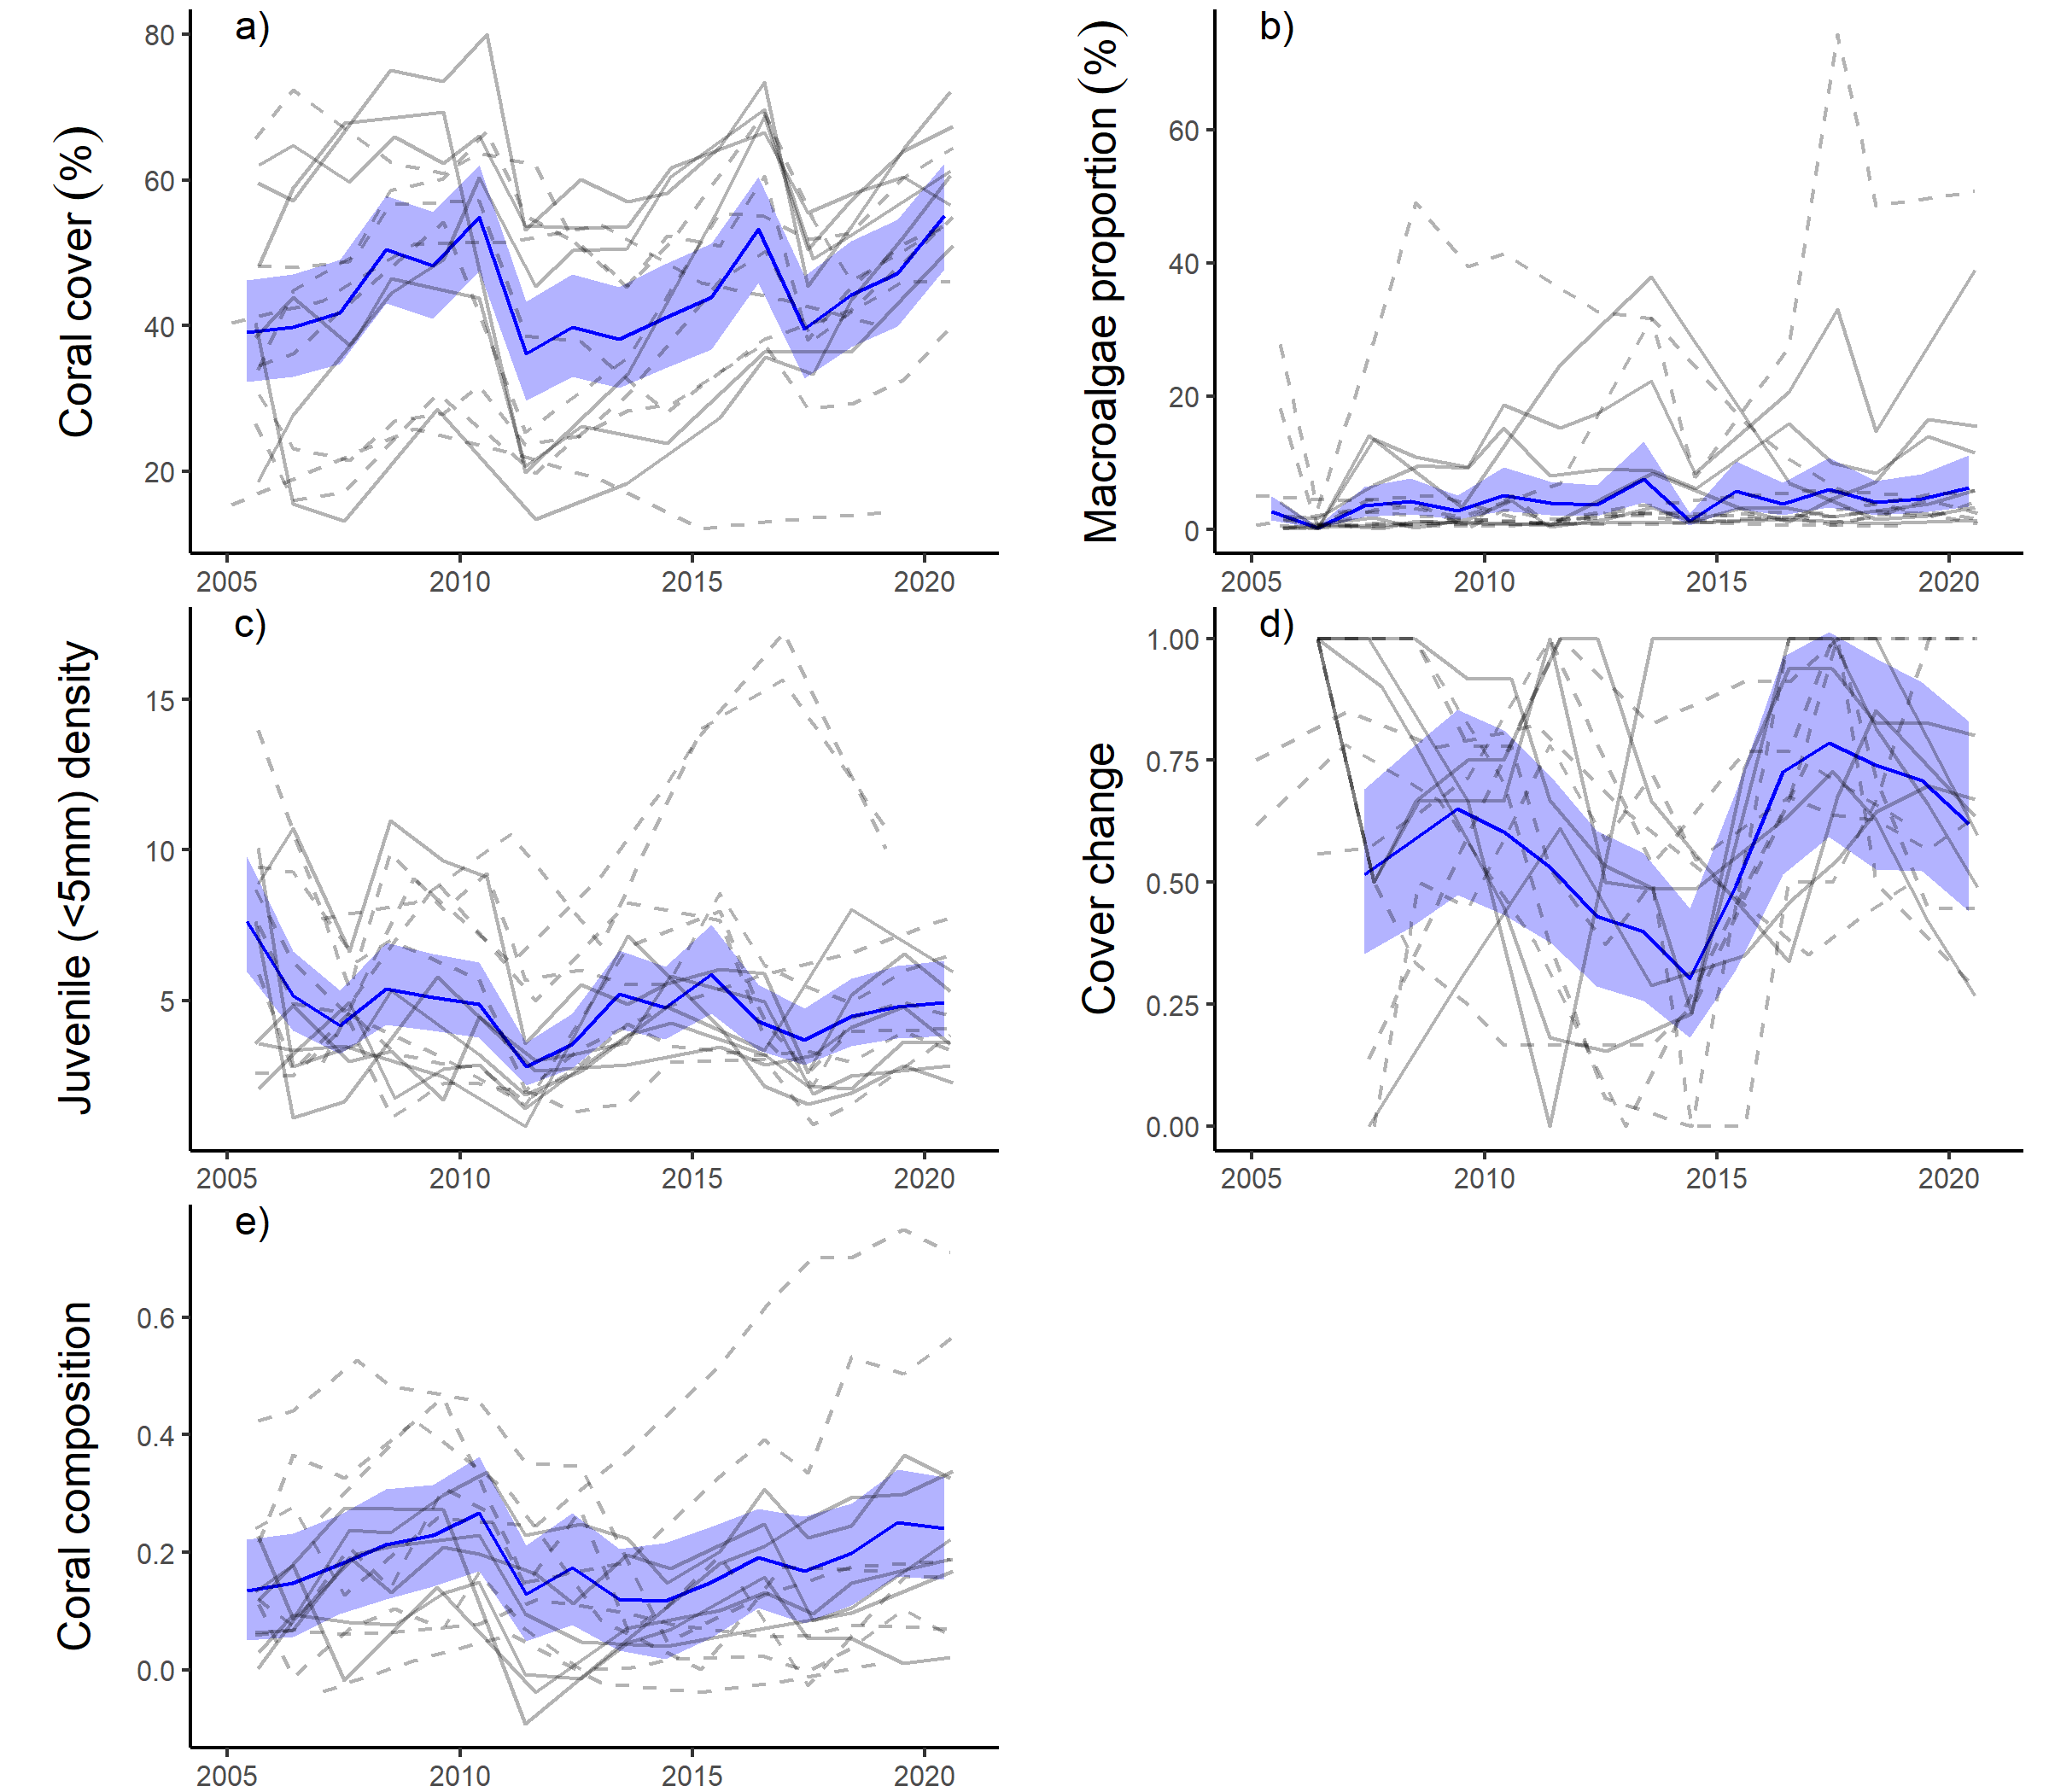 a)
Coral cover (%)
80
60
40
20
2005 2010 2015 2020
b)
Macroalgae proportion (%)
60
40
20
0
2005 2010 2015 2020
c)
Juvenile (<5mm) density
15
10
5
2005 2010 2015 2020
d)
Cover change
1.00
0.75
0.50
0.25
0.00
2005 2010 2015 2020
e)
Coral composition
0.6
0.4
0.2
0.0
2005 2010 2015 2020